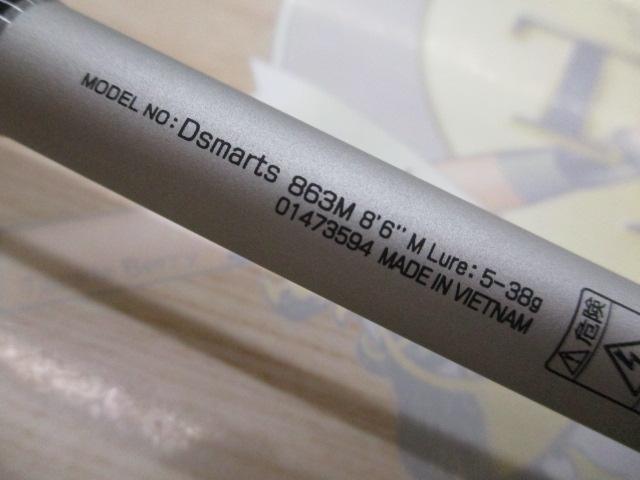 MODEL NO: Dsmarts 863M 8'6'' M Lure: 5-38g
01473594 MADE IN VIETNAM
危険